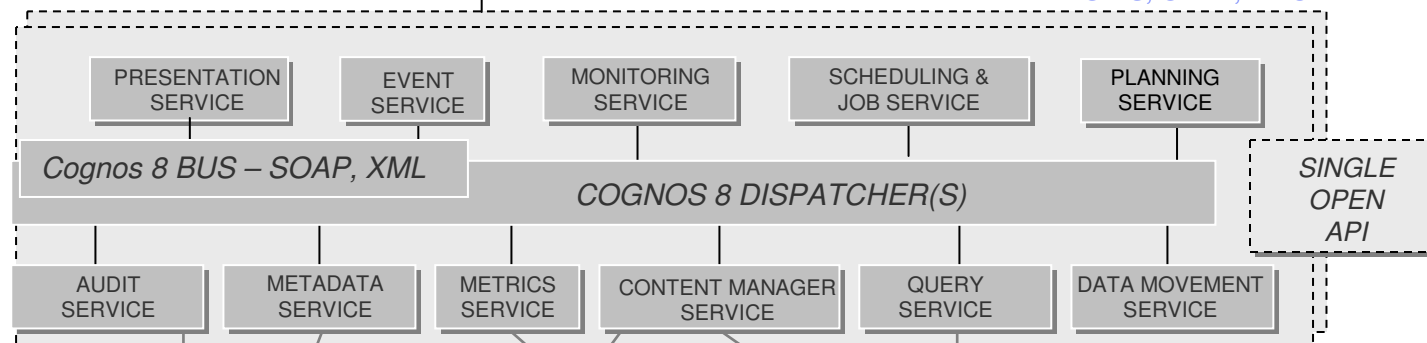 PRESENTATION
SERVICE
EVENT
SERVICE
MONITORING
SERVICE
SCHEDULING &
JOB SERVICE
PLANNING
SERVICE
Cognos 8 BUS – SOAP, XML
COGNOS 8 DISPATCHER(S)
SINGLE
OPEN
API
AUDIT
SERVICE
METADATA
SERVICE
METRICS
SERVICE
CONTENT MANAGER
SERVICE
QUERY
SERVICE
DATA MOVEMENT
SERVICE